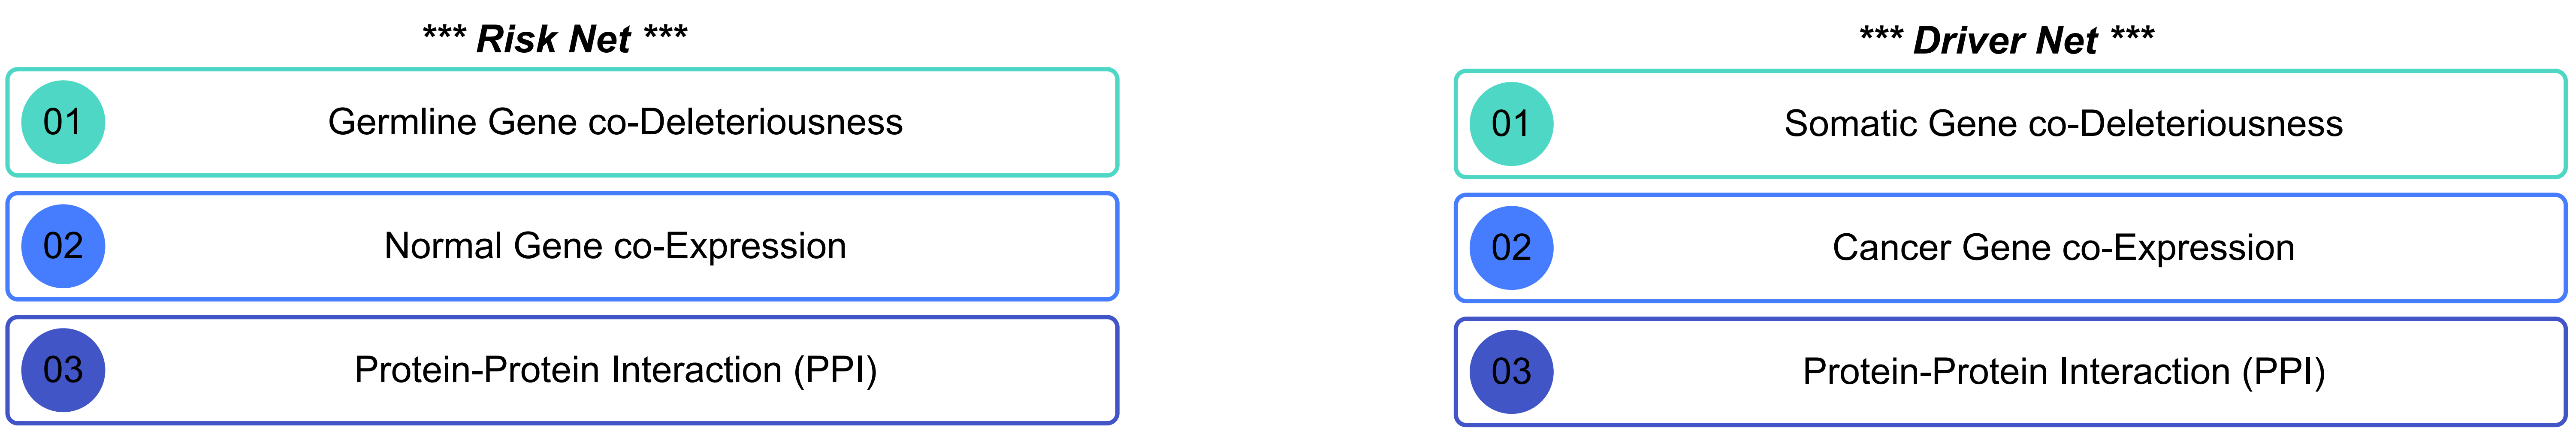 *** Risk Net ***
01 Germline Gene co-Deleteriousness
02 Normal Gene co-Expression
03 Protein-Protein Interaction (PPI)
*** Driver Net ***
01 Somatic Gene co-Deleteriousness
02 Cancer Gene co-Expression
03 Protein-Protein Interaction (PPI)